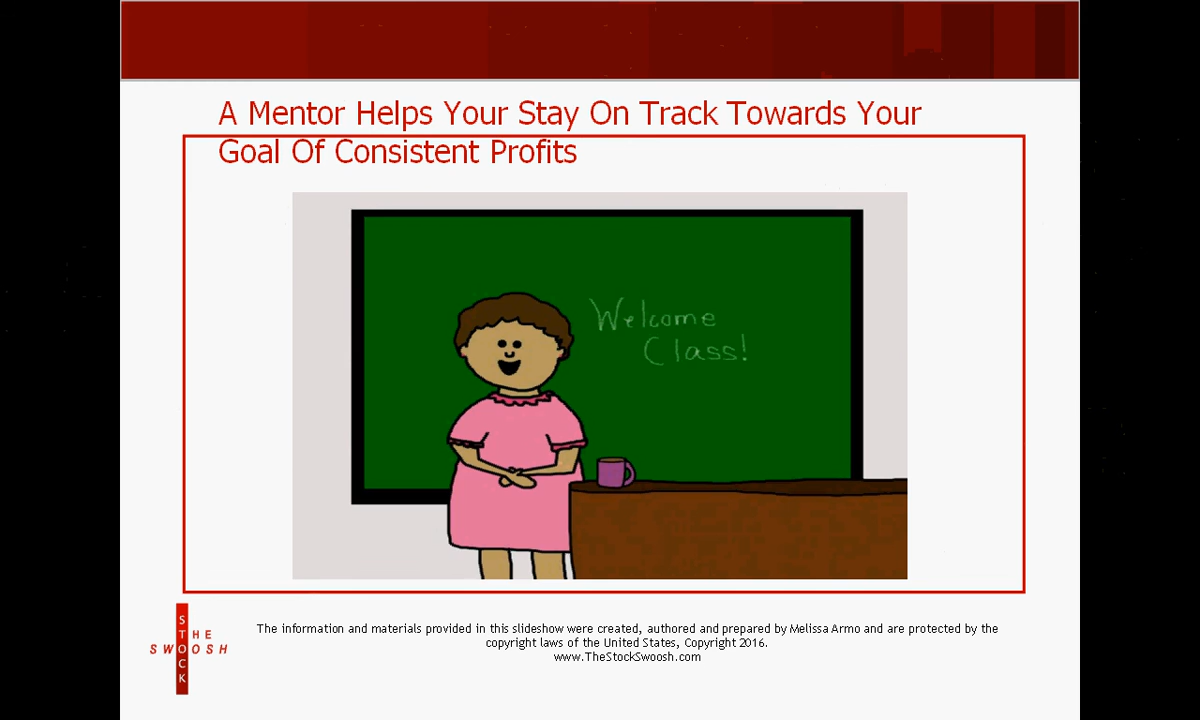 A Mentor Helps Your Stay On Track Towards Your
Goal Of Consistent Profits
Welcome
Class!
THE
STOCK
SWOOSH
The information and materials provided in this slideshow were created, authored and prepared by Melissa Armo and are protected by the
copyright laws of the United States, Copyright 2016.
www.TheStockSwoosh.com